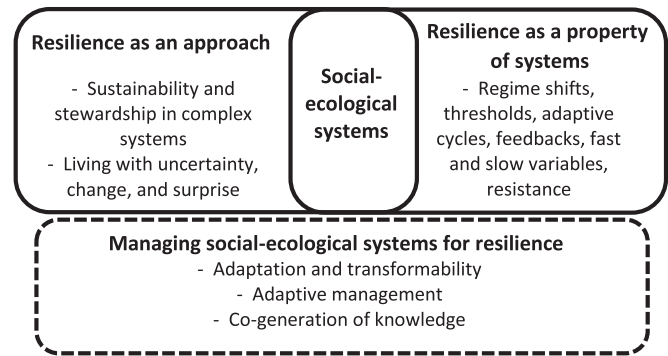 Resilience as an approach
- Sustainability and
stewardship in complex
systems
- Living with uncertainty,
change, and surprise
Social-
ecological
systems
Resilience as a property
of systems
- Regime shifts,
thresholds, adaptive
cycles, feedbacks, fast
and slow variables,
resistance
Managing social-ecological systems for resilience
- Adaptation and transformability
- Adaptive management
- Co-generation of knowledge